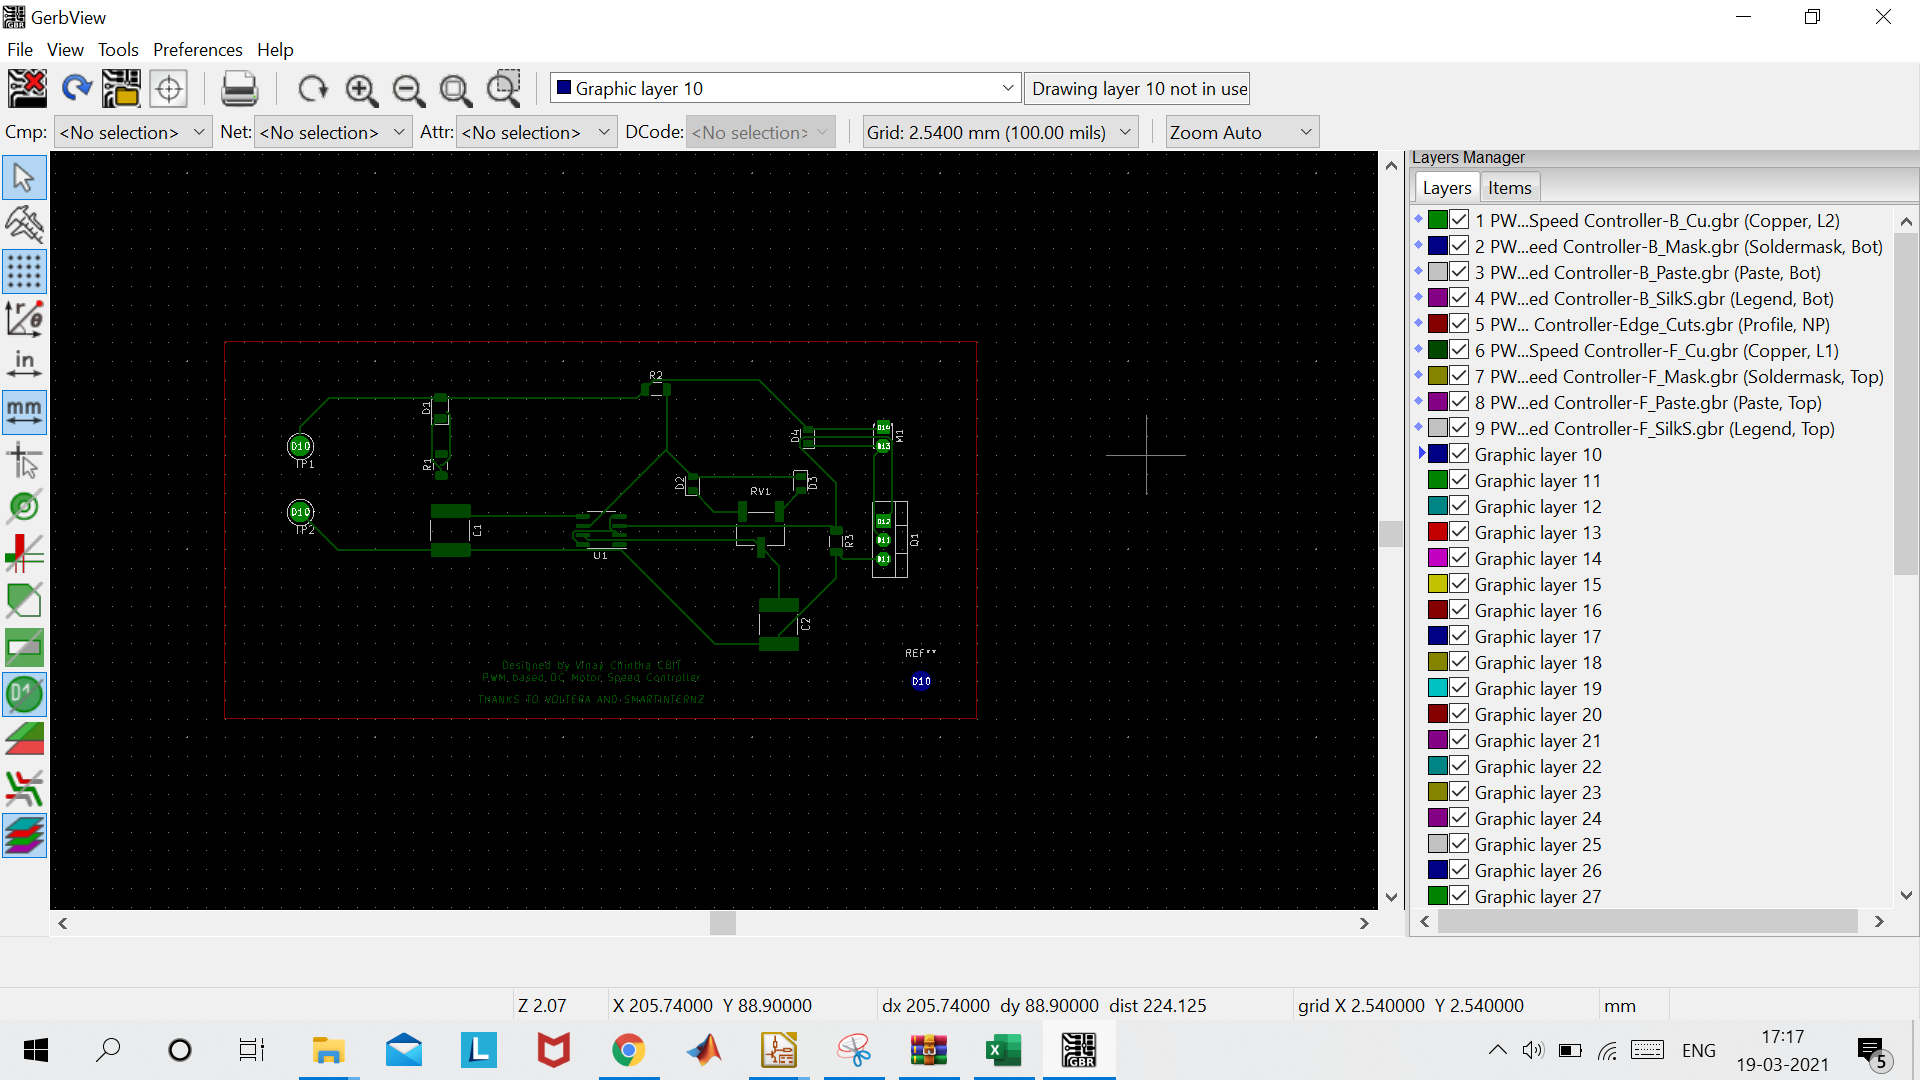 GerbView
File View Tools Preferences Help
Graphic layer 10
Drawing layer 10 not in use
Cmp: <No selection> Net: <No selection> Attr: <No selection> DCode: <No selection> Grid: 2.5400 mm (100.00 mils) Zoom Auto
Layers Manager
Layers Items
1 PW...Speed Controller-B_Cu.gbr (Copper, L2)
2 PW...eed Controller-B_Mask.gbr (Soldermask, Bot)
3 PW...ed Controller-B_Paste.gbr (Paste, Bot)
4 PW...ed Controller-B_SilkS.gbr (Legend, Bot)
5 PW... Controller-Edge_Cuts.gbr (Profile, NP)
6 PW...Speed Controller-F_Cu.gbr (Copper, L1)
7 PW...eed Controller-F_Mask.gbr (Soldermask, Top)
8 PW...ed Controller-F_Paste.gbr (Paste, Top)
9 PW...ed Controller-F_SilkS.gbr (Legend, Top)
Graphic layer 10
Graphic layer 11
Graphic layer 12
Graphic layer 13
Graphic layer 14
Graphic layer 15
Graphic layer 16
Graphic layer 17
Graphic layer 18
Graphic layer 19
Graphic layer 20
Graphic layer 21
Graphic layer 22
Graphic layer 23
Graphic layer 24
Graphic layer 25
Graphic layer 26
Graphic layer 27
in
mm
R2
D1
D4
D14
M1
D13
D10
TP1
R1
D2
D3
RV1
D10
TP2
C1
U1
R3
D12
D11
D11
Q1
C2
REF**
D10
Designed by Vinay Chintha CBIT
PWM based DC Motor Speed Controller
THANKS TO VOLTERA AND SMARTINTERNZ
Z 2.07 X 205.74000 Y 88.90000 dx 205.74000 dy 88.90000 dist 224.125 grid X 2.540000 Y 2.540000 mm
ENG
17:17
19-03-2021
5